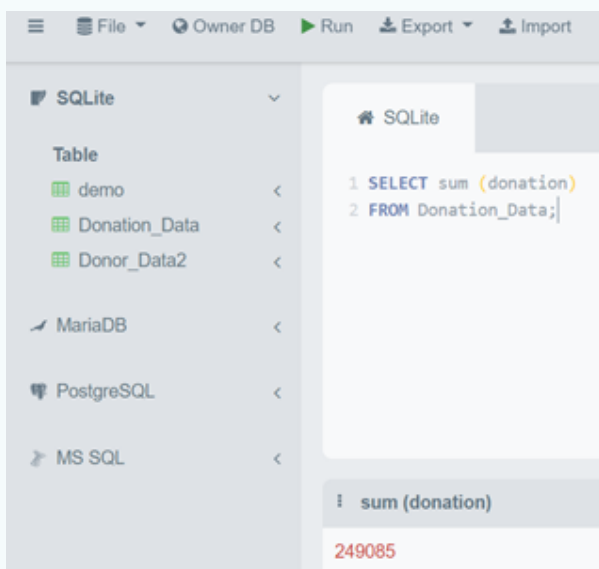 File Owner DB Run Export Import
SQLite
Table
demo
Donation_Data
Donor_Data2
MariaDB
PostgreSQL
MS SQL
SQLite
1 SELECT sum (donation)
2 FROM Donation_Data;
sum (donation)
249085